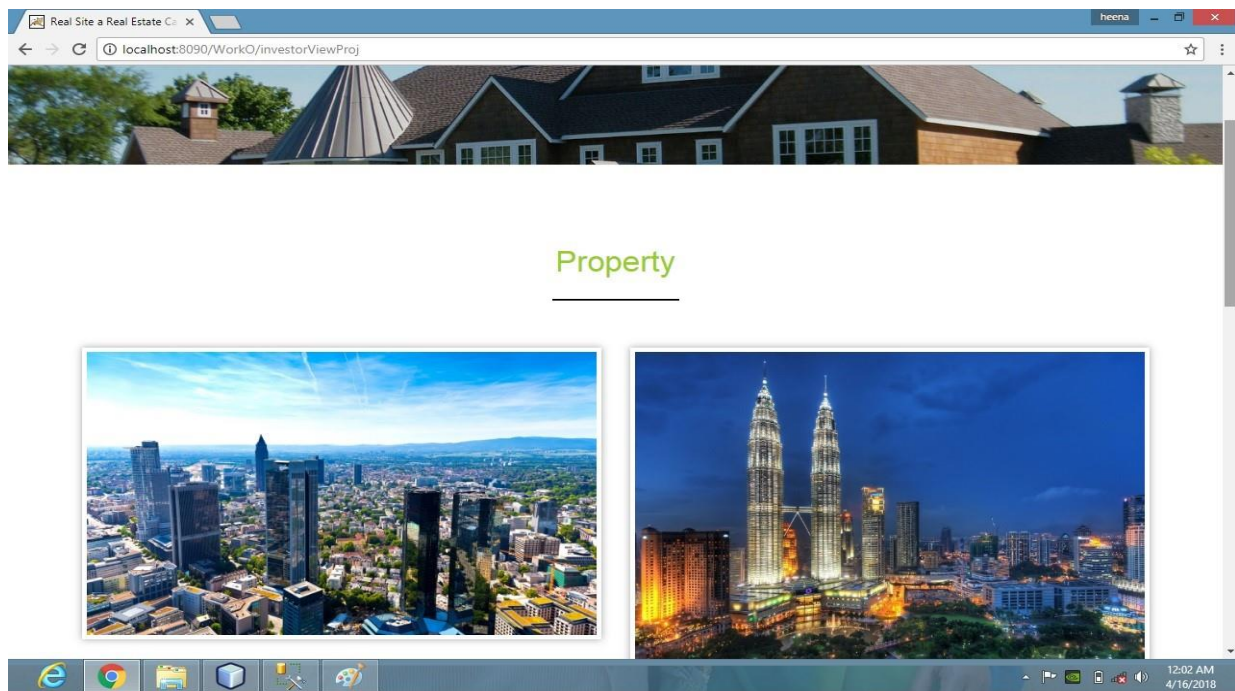 Real Site a Real Estate Ca
heena
localhost:8090/WorkO/investorViewProj
Property
12:02 AM
4/16/2018